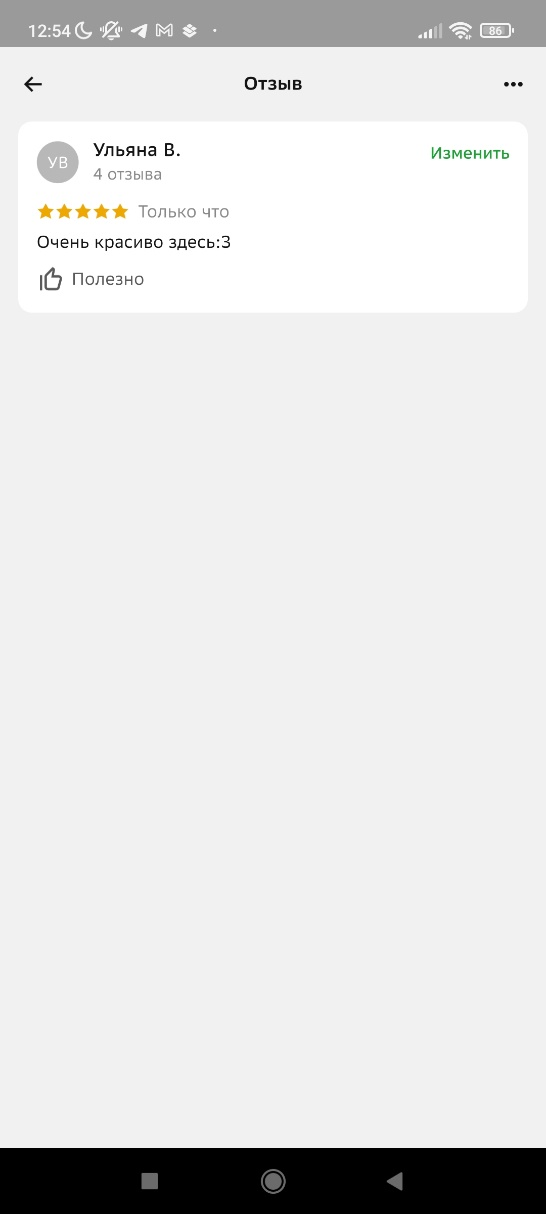 12:54
86
Отзыв
УВ
Ульяна В.
Изменить
4 отзыва
Только что
Очень красиво здесь:3
Полезно